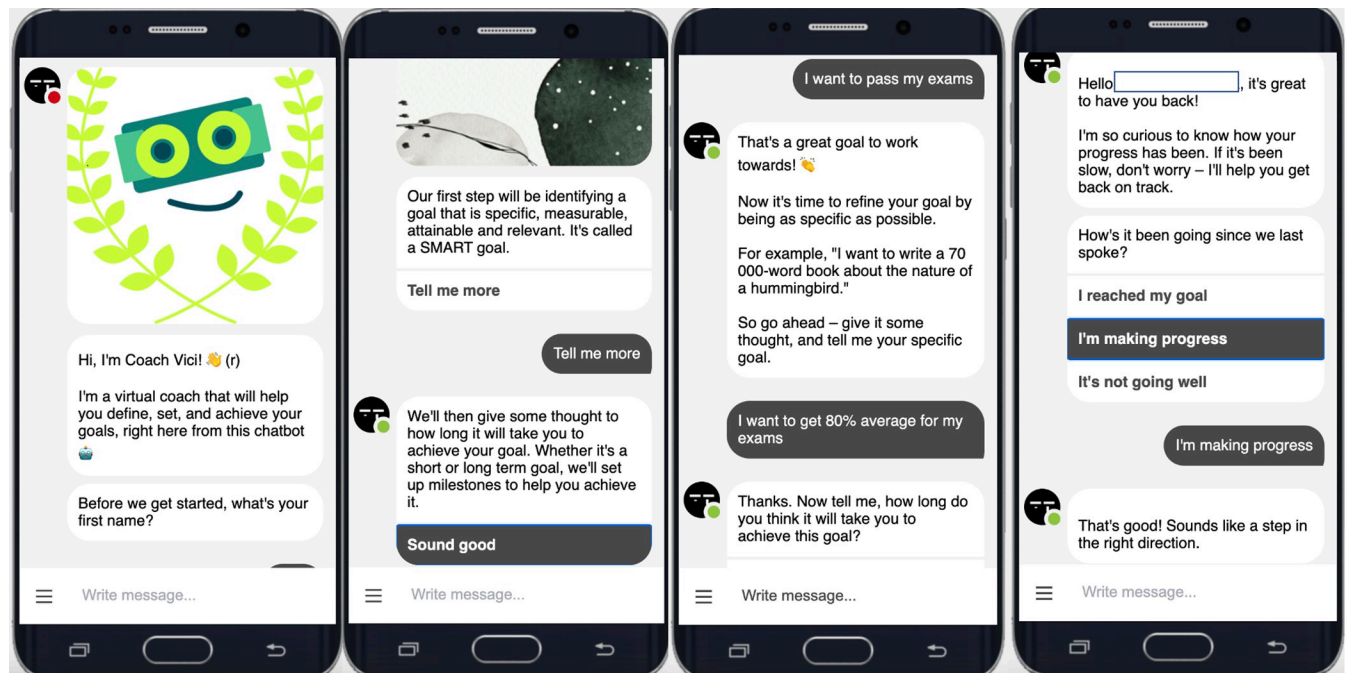 Hi, I'm Coach Vici! 👋 (r)
I'm a virtual coach that will help
you define, set, and achieve your
goals, right here from this chatbot
🤖
Before we get started, what's your
first name?
Write message...
Our first step will be identifying a
goal that is specific, measurable,
attainable and relevant. It's called
a SMART goal.
Tell me more
Tell me more
We'll then give some thought to
how long it will take you to
achieve your goal. Whether it's a
short or long term goal, we'll set
up milestones to help you achieve
it.
Sound good
Write message...
I want to pass my exams
That's a great goal to work
towards! 👏
Now it's time to refine your goal by
being as specific as possible.
For example, "I want to write a 70
000-word book about the nature of
a hummingbird."
So go ahead – give it some
thought, and tell me your specific
goal.
I want to get 80% average for my
exams
Thanks. Now tell me, how long do
you think it will take you to
achieve this goal?
Write message...
Hello , it's great
to have you back!
I'm so curious to know how your
progress has been. If it's been
slow, don't worry – I'll help you get
back on track.
How's it been going since we last
spoke?
I reached my goal
I'm making progress
It's not going well
I'm making progress
That's good! Sounds like a step in
the right direction.
Write message...